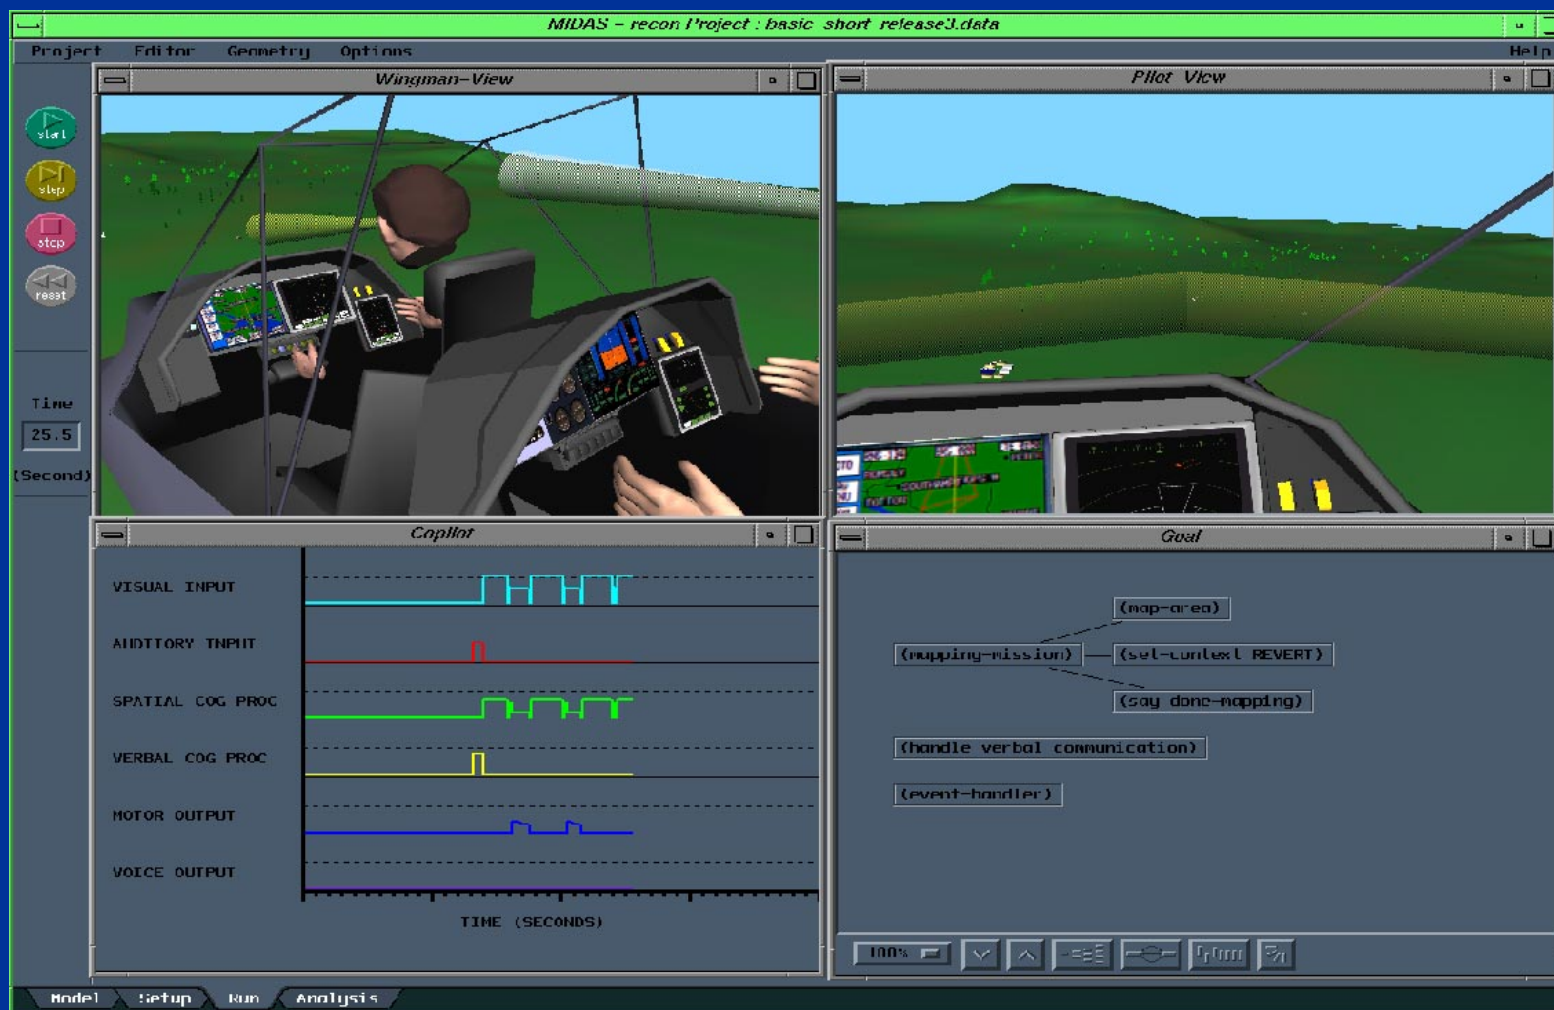 MIDAS - recon Project : basic_short_release3.data
Project Editor Geometry Options Help
Wingman-View
Pilot View
start
step
stop
reset
Time
25.5
(Second)
Copilot
VISUAL INPUT
AUDITORY INPUT
SPATIAL COG PROC
VERBAL COG PROC
MOTOR OUTPUT
VOICE OUTPUT
TIME (SECONDS)
Goal
(map-area)
(mapping-mission)
(set-context REVERT)
(say done-mapping)
(handle verbal communication)
(event-handler)
100%
Model Setup Run Analysis